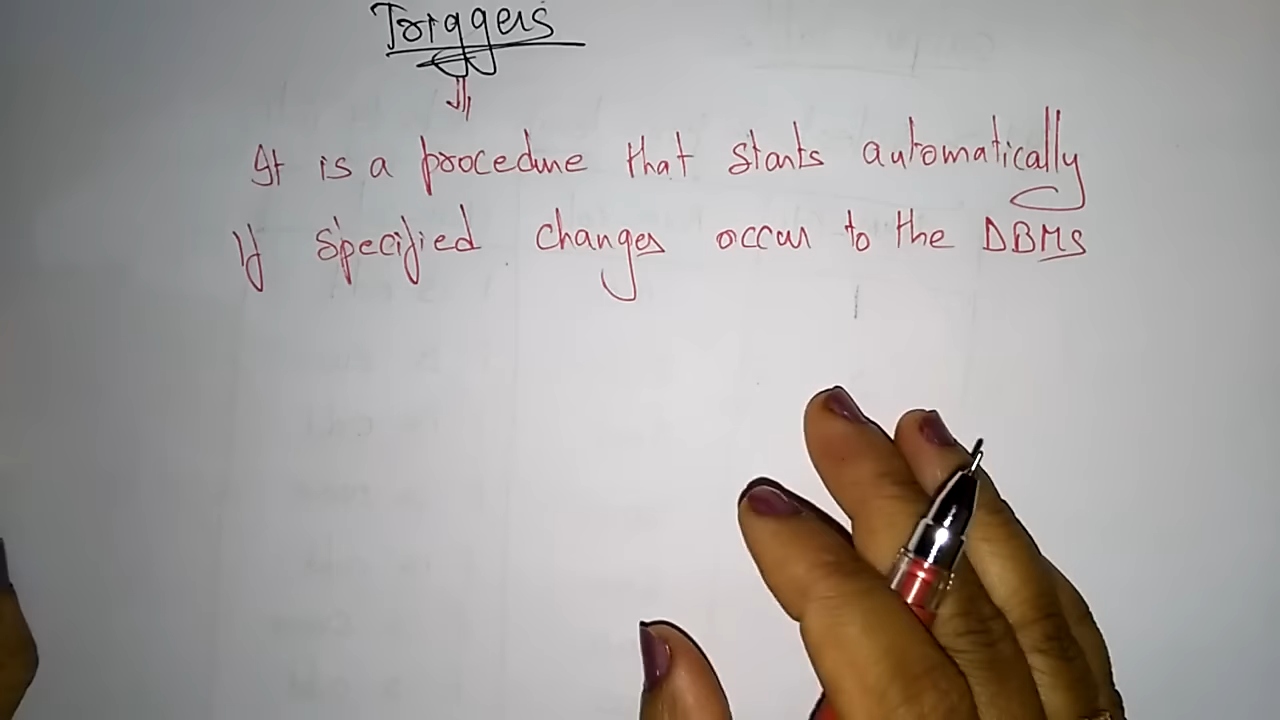 Triggers
It is a procedure that starts automatically
If specified changes occur to the DBMS